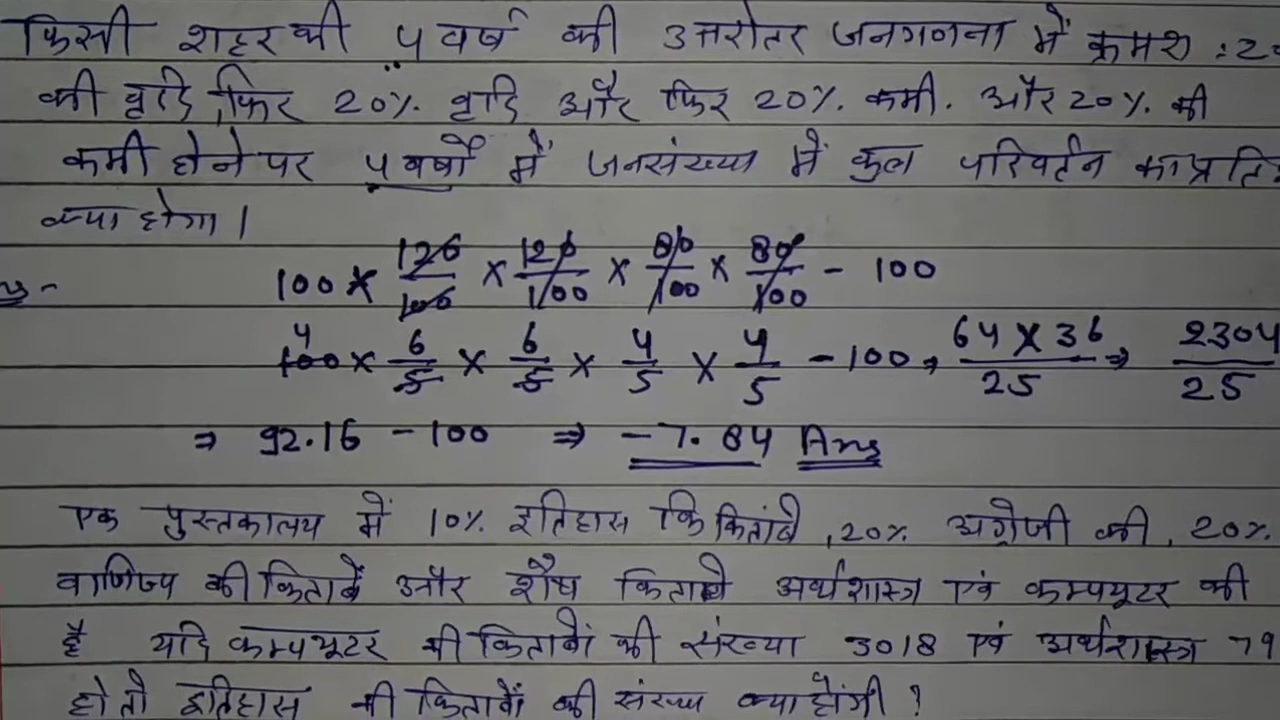 किसी शहर की 4 वर्ष की उत्तरोतर जनगणना में क्रमश :
की वृद्धि, फिर 20%. वृद्धि और फिर 20%. कमी. और 20%. की
कमी होने पर 4 वर्षों में जनसंख्या में कुल परिवर्तन का
क्या होगा।
100 × 120/100 × 120/100 × 80/100 × 80/100 - 100
4
100 × 6/5 × 6/5 × 4/5 × 4/5 - 100 ⇒ 64 × 36/25 ⇒ 2304/25
⇒ 92.16 - 100 ⇒ -7.84 Ans
एक पुस्तकालय में 10%. इतिहास कि किताबे, 20%. अग्रेजी की, 20%.
वाणिज्य की किताबें और शेष किताबे अर्थशास्त्र एवं कम्पयूटर की
है यदि कम्पयूटर की किताबों की संख्या 3018 एवं अर्थशास्त्र
हो तो इतिहास की किताबों की संख्या क्या होंगी ?